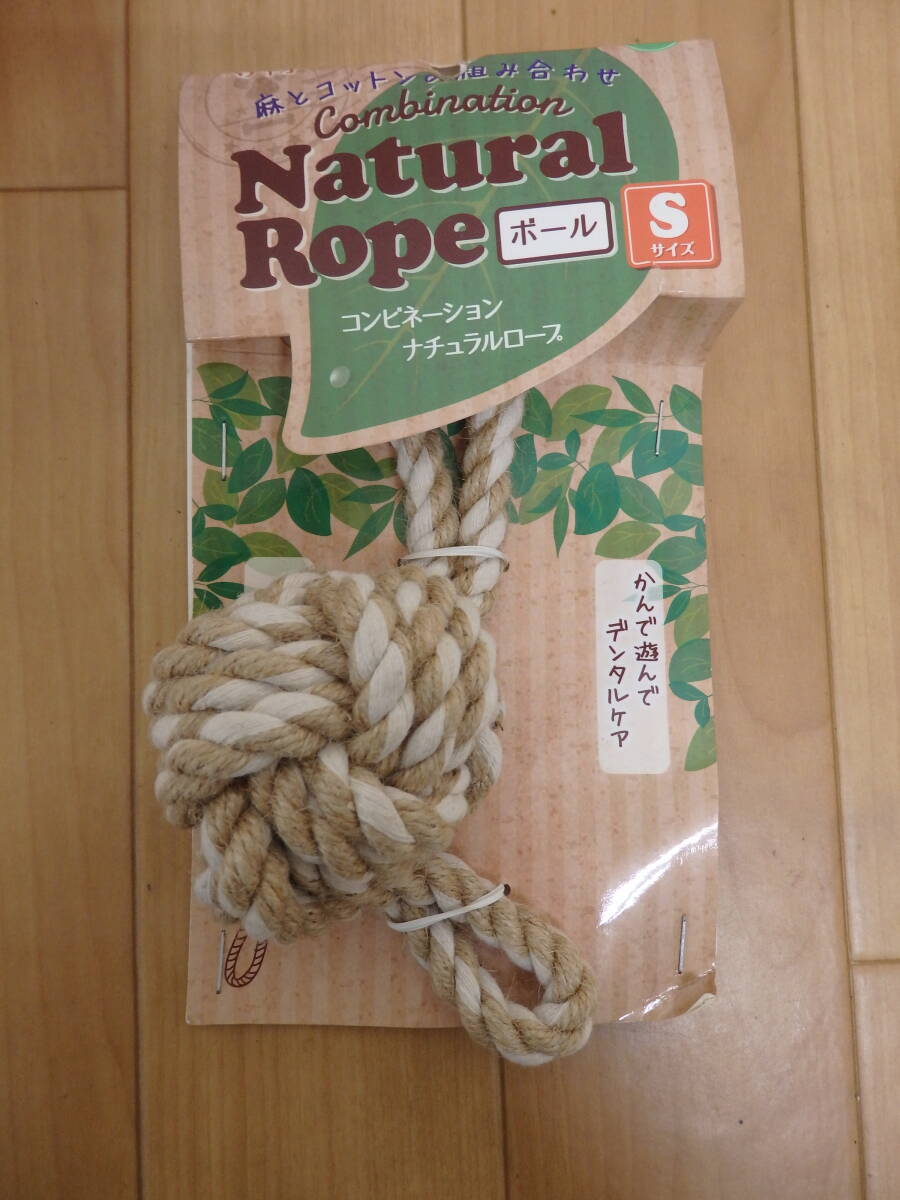 麻とコットンの組み合わせ
Combination
Natural
Rope
ボール
S
サイズ
コンビネーション
ナチュラルロープ
かんで遊んで
デンタルケア